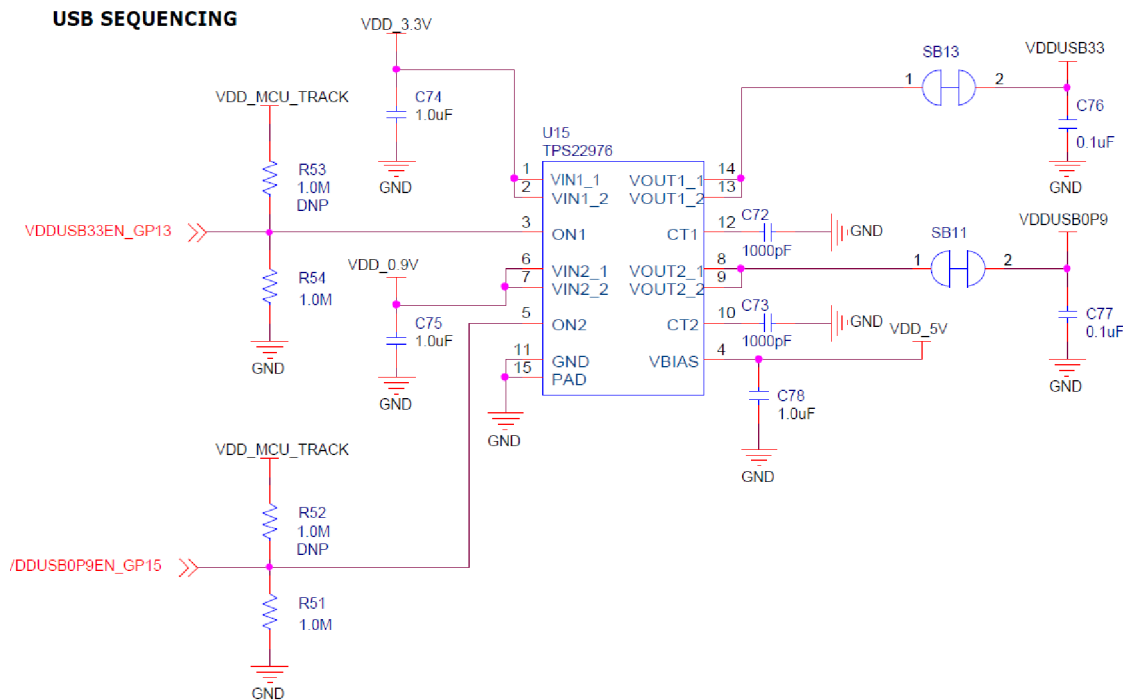 USB SEQUENCING
VDD_3.3V
VDD_MCU_TRACK
C74
1.0uF
GND
R53
1.0M
DNP
VDDUSB33EN_GP13
R54
1.0M
GND
VDD_0.9V
C75
1.0uF
GND
U15
TPS22976
1 VIN1_1 VOUT1_1 14
2 VIN1_2 VOUT1_2 13
3 ON1 CT1 12
6 VIN2_1 VOUT2_1 8
7 VIN2_2 VOUT2_2 9
5 ON2 CT2 10
11 GND VBIAS 4
15 PAD
GND
SB13
1 2
VDDUSB33
C76
0.1uF
GND
C72
1000pF
GND
SB11
1 2
VDDUSB0P9
C77
0.1uF
GND
C73
1000pF
GND
VDD_5V
C78
1.0uF
GND
VDD_MCU_TRACK
R52
1.0M
DNP
/DDUSB0P9EN_GP15
R51
1.0M
GND